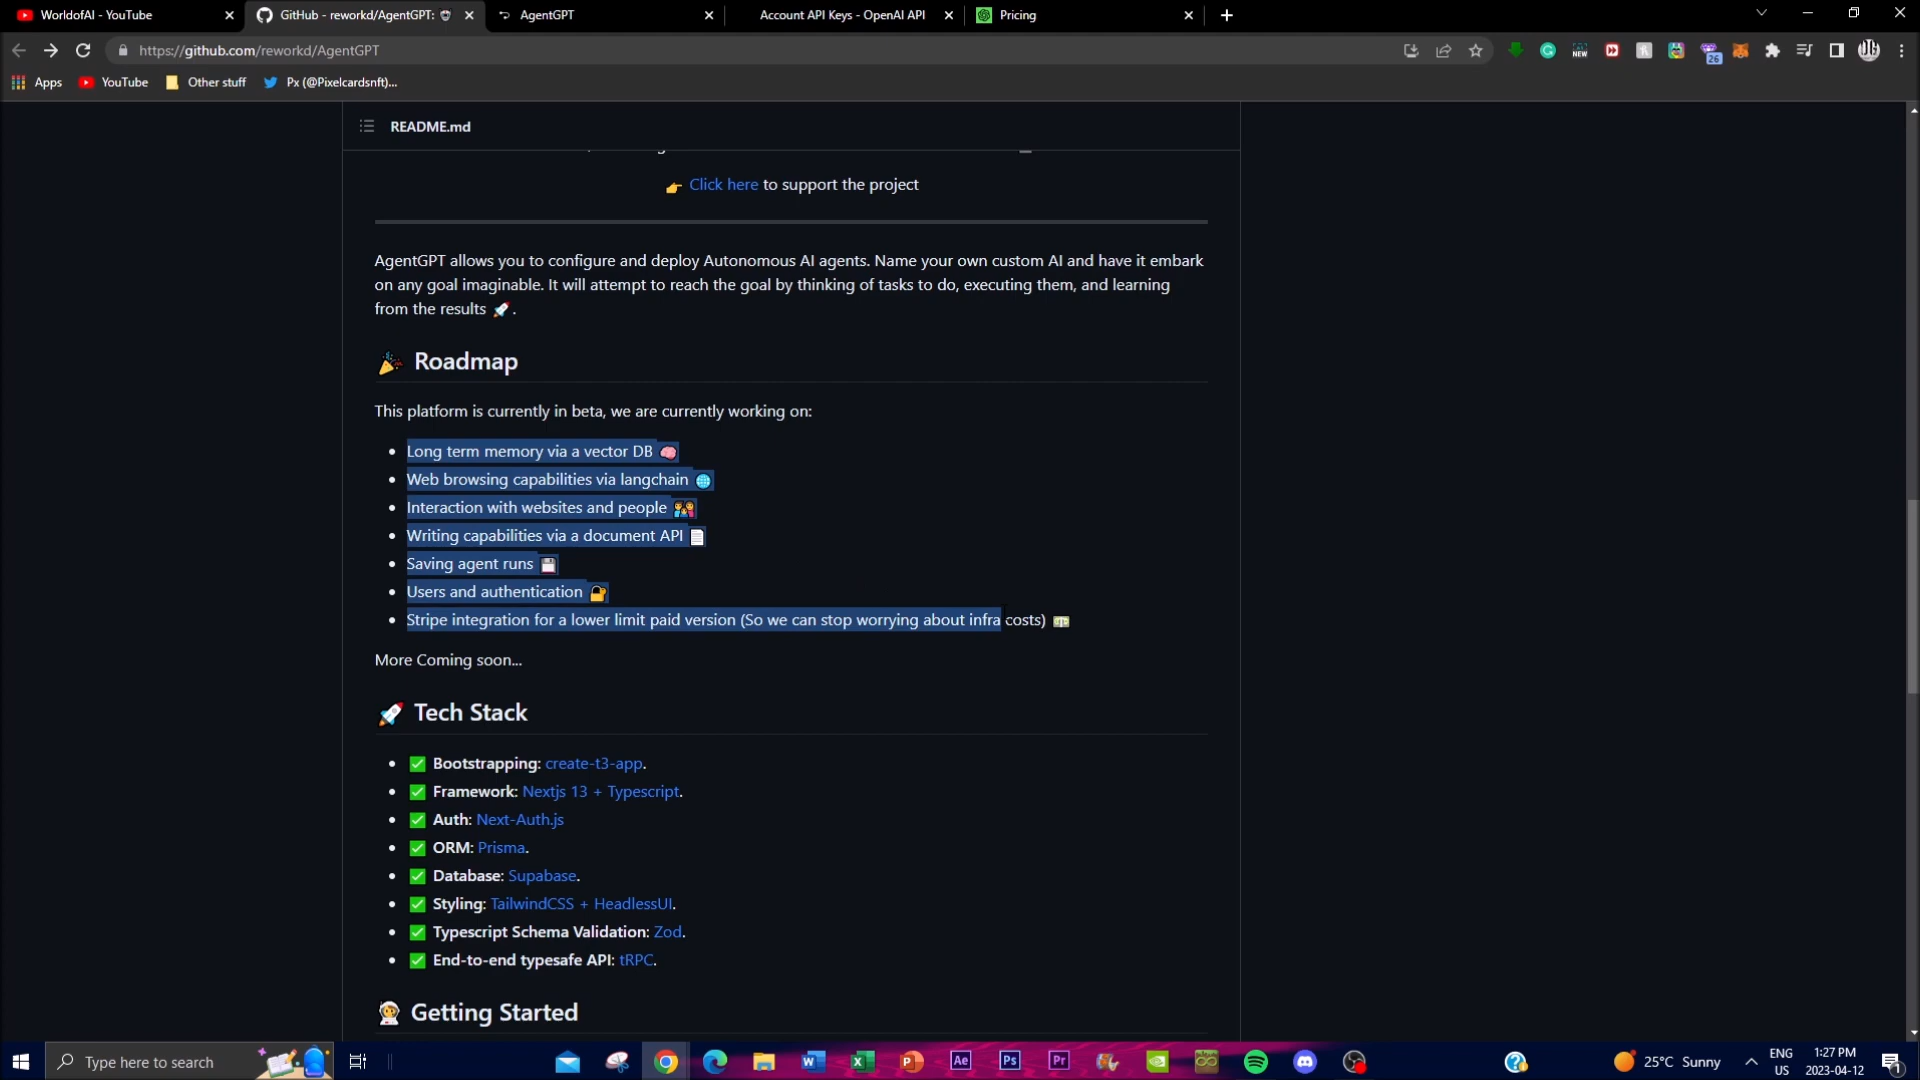 WorldofAI - YouTube
GitHub - reworkd/AgentGPT:
AgentGPT
Account API Keys - OpenAI API
Pricing
https://github.com/reworkd/AgentGPT
NEW
26
Apps
YouTube
Other stuff
Px (@Pixelcardsnft)...
README.md
Click here to support the project
AgentGPT allows you to configure and deploy Autonomous AI agents. Name your own custom AI and have it embark
on any goal imaginable. It will attempt to reach the goal by thinking of tasks to do, executing them, and learning
from the results 🚀.
🎉 Roadmap
This platform is currently in beta, we are currently working on:
• Long term memory via a vector DB 🧠
• Web browsing capabilities via langchain 🌐
• Interaction with websites and people 👨‍👩‍👦
• Writing capabilities via a document API 📄
• Saving agent runs 💾
• Users and authentication 🔐
• Stripe integration for a lower limit paid version (So we can stop worrying about infra costs) 💵
More Coming soon...
🚀 Tech Stack
• ✅ Bootstrapping: create-t3-app.
• ✅ Framework: Nextjs 13 + Typescript.
• ✅ Auth: Next-Auth.js
• ✅ ORM: Prisma.
• ✅ Database: Supabase.
• ✅ Styling: TailwindCSS + HeadlessUI.
• ✅ Typescript Schema Validation: Zod.
• ✅ End-to-end typesafe API: tRPC.
👨‍🚀 Getting Started
Type here to search
Ae
Ps
Pr
25°C Sunny
ENG
US
1:27 PM
2023-04-12
1